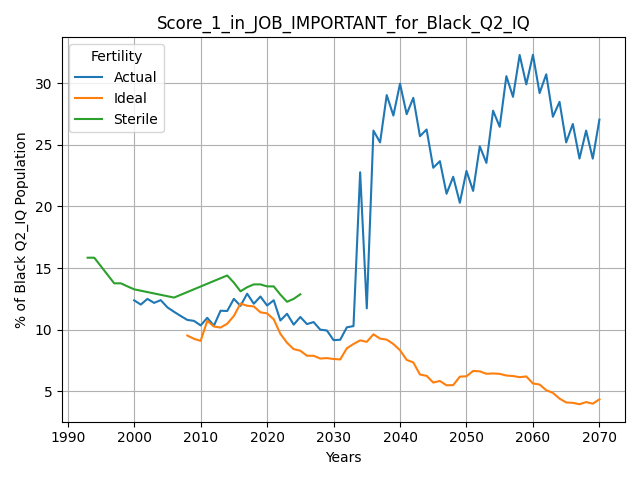 Score_1_in_JOB_IMPORTANT_for_Black_Q2_IQ
Fertility
Actual
Ideal
Sterile
% of Black Q2_IQ Population
30
25
20
15
10
5
1990 2000 2010 2020 2030 2040 2050 2060 2070
Years